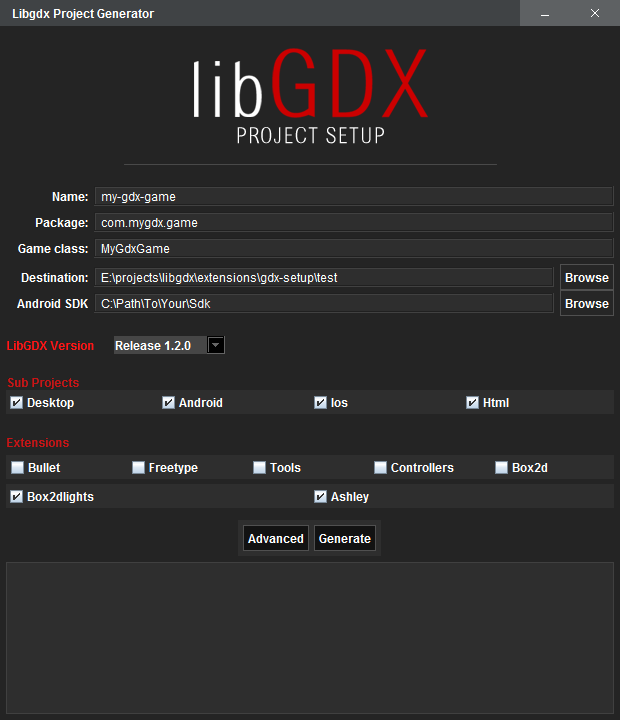 Libgdx Project Generator
libGDX
PROJECT SETUP
Name: my-gdx-game
Package: com.mygdx.game
Game class: MyGdxGame
Destination: E:\projects\libgdx\extensions\gdx-setup\test Browse
Android SDK C:\Path\To\Your\Sdk Browse
LibGDX Version Release 1.2.0
Sub Projects
Desktop Android Ios Html
Extensions
Bullet Freetype Tools Controllers Box2d
Box2dlights Ashley
Advanced Generate